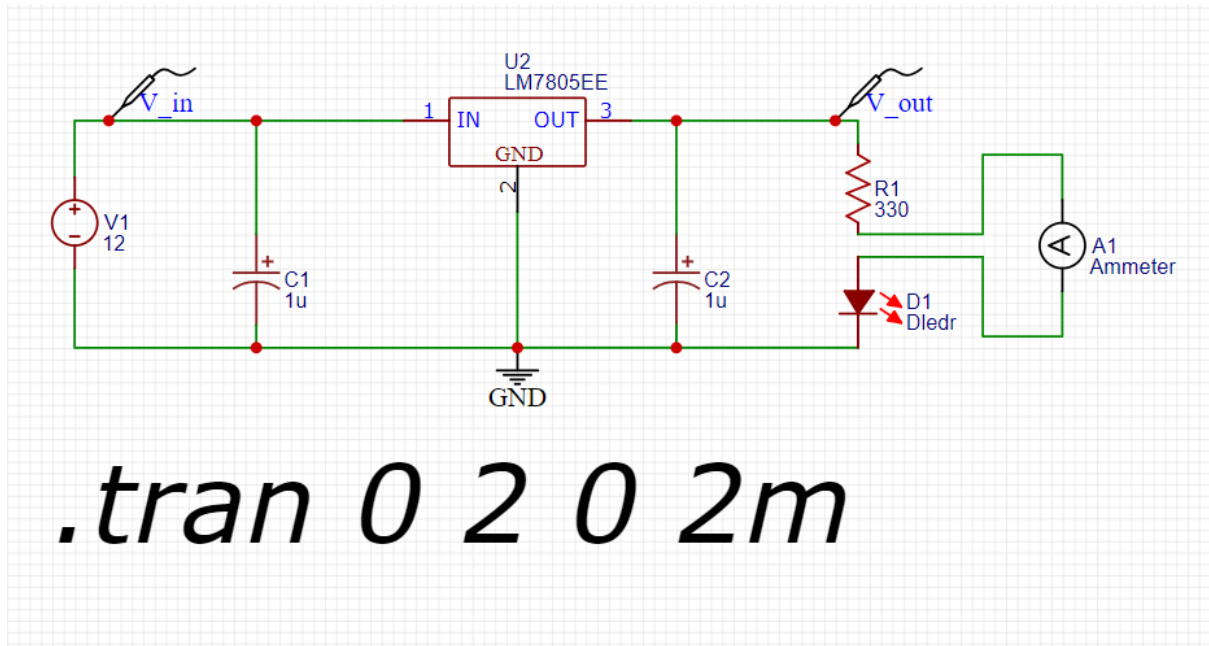 U2
LM7805EE
V_in
1 IN OUT 3
V_out
GND
2
R1
330
V1
12
A
A1
Ammeter
C1
1u
C2
1u
D1
Dledr
GND
.tran 0 2 0 2m